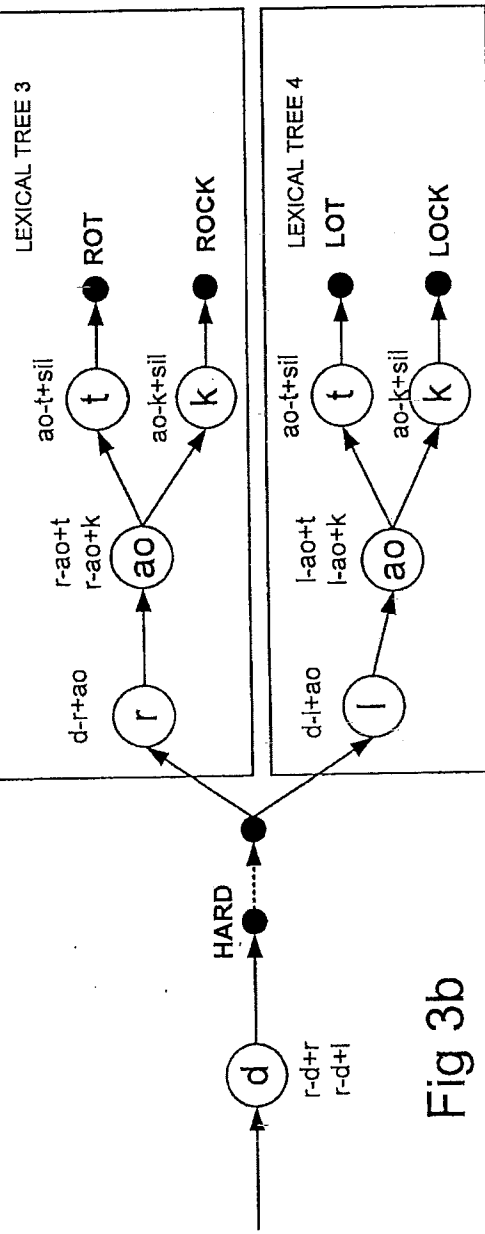 LEXICAL TREE 3
d-r+ao
r
r-ao+t
r-ao+k
ao
ao-t+sil
t
ROT
ao-k+sil
k
ROCK
HARD
d
r-d+r
r-d+l
LEXICAL TREE 4
d-l+ao
l
l-ao+t
l-ao+k
ao
ao-t+sil
t
LOT
ao-k+sil
k
LOCK
Fig 3b